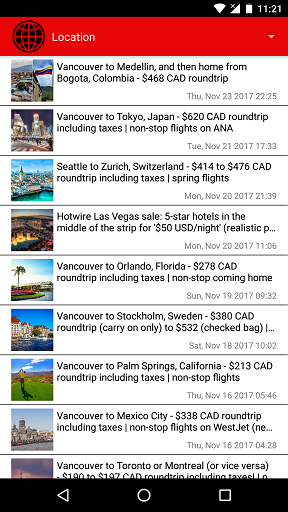 11:21
Location
Vancouver to Medellin, and then home from
Bogota, Colombia - $468 CAD roundtrip
Thu, Nov 23 2017 22:25
Vancouver to Tokyo, Japan - $620 CAD roundtrip
including taxes | non-stop flights on ANA
Tue, Nov 21 2017 17:33
Seattle to Zurich, Switzerland - $414 to $476 CAD
roundtrip including taxes | spring flights
Mon, Nov 20 2017 21:39
Hotwire Las Vegas sale: 5-star hotels in the
middle of the strip for '$50 USD/night' (realistic p...
Mon, Nov 20 2017 11:06
Vancouver to Orlando, Florida - $278 CAD
roundtrip including taxes | non-stop coming home
Sun, Nov 19 2017 09:32
Vancouver to Stockholm, Sweden - $380 CAD
roundtrip (carry on only) to $532 (checked bag) |...
Sat, Nov 18 2017 10:02
Vancouver to Palm Springs, California - $213 CAD
roundtrip including taxes | non-stop flights
Thu, Nov 16 2017 05:46
Vancouver to Mexico City - $338 CAD roundtrip
including taxes | non-stop flights on WestJet (ne...
Thu, Nov 16 2017 04:28
Vancouver to Toronto or Montreal (or vice versa)
- $190 to $197 CAD roundtrip including taxes| n